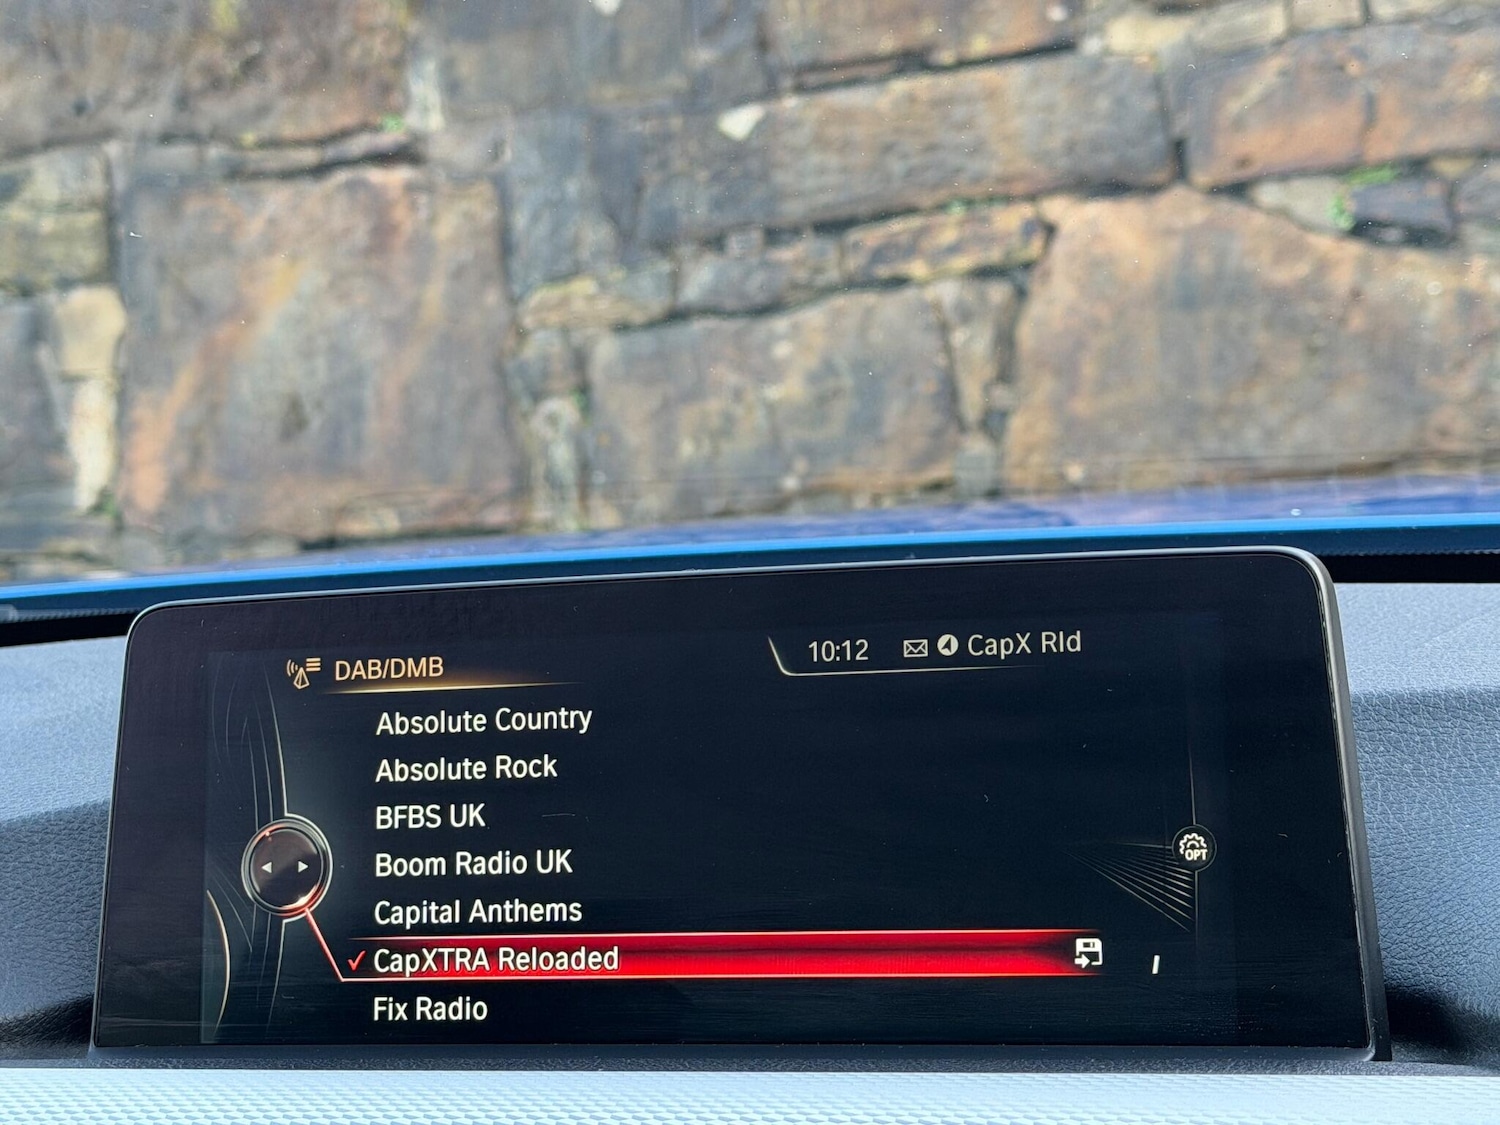 DAB/DMB
10:12 CapX Rld
Absolute Country
Absolute Rock
BFBS UK
Boom Radio UK
Capital Anthems
CapXTRA Reloaded
Fix Radio
OPT